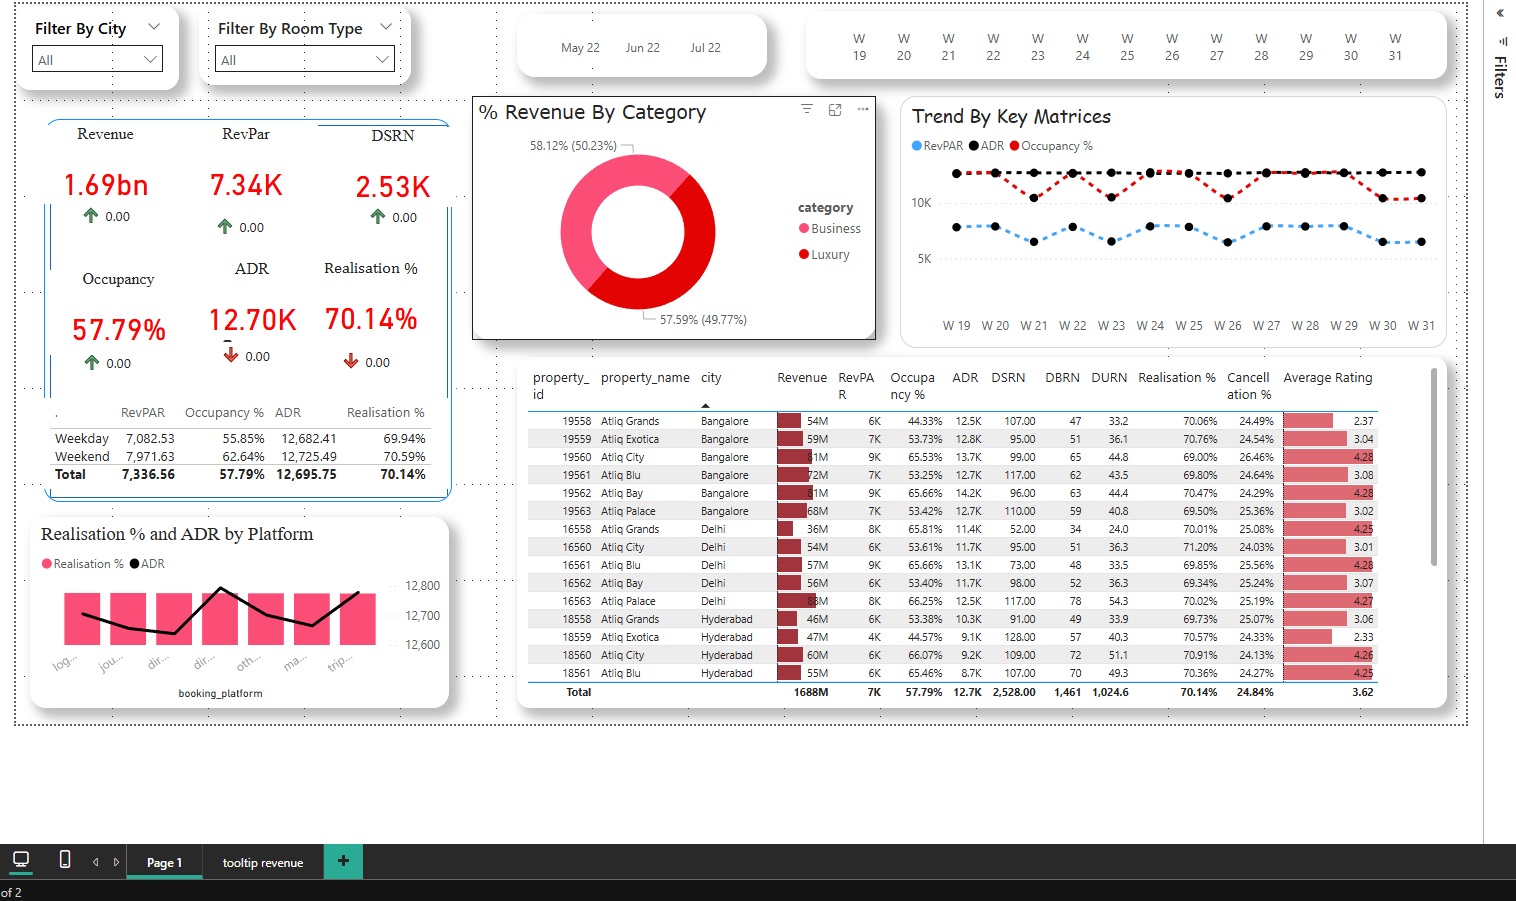 Filter By City
All
Filter By Room Type
All
May 22 Jun 22 Jul 22
W 19 W 20 W 21 W 22 W 23 W 24 W 25 W 26 W 27 W 28 W 29 W 30 W 31
Filters
Revenue RevPar DSRN
1.69bn 7.34K 2.53K
0.00 0.00 0.00
Occupancy ADR Realisation %
57.79% 12.70K 70.14%
0.00 0.00 0.00
. RevPAR Occupancy % ADR Realisation %
Weekday 7,082.53 55.85% 12,682.41 69.94%
Weekend 7,971.63 62.64% 12,725.49 70.59%
Total 7,336.56 57.79% 12,695.75 70.14%
% Revenue By Category
58.12% (50.23%)
57.59% (49.77%)
category
Business
Luxury
Trend By Key Matrices
RevPAR ADR Occupancy %
10K
5K
W 19 W 20 W 21 W 22 W 23 W 24 W 25 W 26 W 27 W 28 W 29 W 30 W 31
Realisation % and ADR by Platform
Realisation % ADR
12,800
12,700
12,600
log... jou... dir... dir... oth... ma... trip...
booking_platform
property_id property_name city Revenue RevPAR Occupancy % ADR DSRN DBRN DURN Realisation % Cancellation % Average Rating
19558 Atliq Grands Bangalore 54M 6K 44.33% 12.5K 107.00 47 33.2 70.06% 24.49% 2.37
19559 Atliq Exotica Bangalore 59M 7K 53.73% 12.8K 95.00 51 36.1 70.76% 24.54% 3.04
19560 Atliq City Bangalore 81M 9K 65.53% 13.7K 99.00 65 44.8 69.00% 26.46% 4.28
19561 Atliq Blu Bangalore 72M 7K 53.25% 12.7K 117.00 62 43.5 69.80% 24.64% 3.08
19562 Atliq Bay Bangalore 81M 9K 65.66% 14.2K 96.00 63 44.4 70.47% 24.29% 4.28
19563 Atliq Palace Bangalore 68M 7K 53.42% 12.7K 110.00 59 40.8 69.50% 25.36% 3.02
16558 Atliq Grands Delhi 36M 8K 65.81% 11.4K 52.00 34 24.0 70.01% 25.08% 4.25
16560 Atliq City Delhi 54M 6K 53.61% 11.7K 95.00 51 36.3 71.20% 24.03% 3.01
16561 Atliq Blu Delhi 57M 9K 65.66% 13.1K 73.00 48 33.5 69.85% 25.56% 4.28
16562 Atliq Bay Delhi 56M 6K 53.40% 11.7K 98.00 52 36.3 69.34% 25.24% 3.07
16563 Atliq Palace Delhi 88M 8K 66.25% 12.5K 117.00 78 54.3 70.02% 25.19% 4.27
18558 Atliq Grands Hyderabad 46M 6K 53.38% 10.3K 91.00 49 33.9 69.73% 25.07% 3.06
18559 Atliq Exotica Hyderabad 47M 4K 44.57% 9.1K 128.00 57 40.3 70.57% 24.33% 2.33
18560 Atliq City Hyderabad 60M 6K 66.07% 9.2K 109.00 72 51.1 70.91% 24.13% 4.26
18561 Atliq Blu Hyderabad 55M 6K 65.46% 8.7K 107.00 70 49.3 70.36% 24.27% 4.25
Total 1688M 7K 57.79% 12.7K 2,528.00 1,461 1,024.6 70.14% 24.84% 3.62
Page 1 tooltip revenue +
of 2